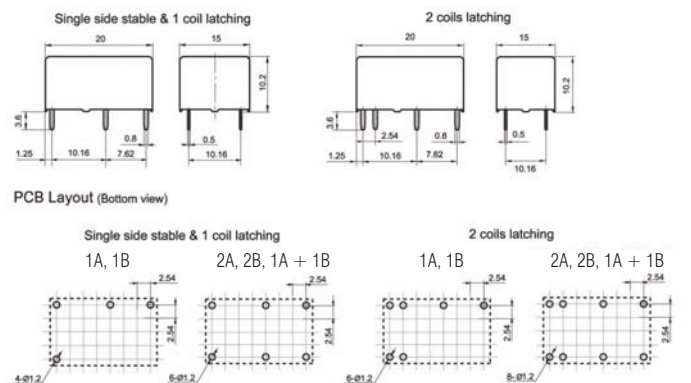 Single side stable & 1 coil latching
2 coils latching
20
15
20
15
10.2
10.2
3.6
3.6
0.8
0.5
2.54
0.8
0.5
1.25
10.16
7.62
10.16
1.25
10.16
7.62
10.16
PCB Layout (Bottom view)
Single side stable & 1 coil latching
2 coils latching
1A, 1B
2A, 2B, 1A + 1B
1A, 1B
2A, 2B, 1A + 1B
2.54
2.54
2.54
2.54
2.54
2.54
2.54
2.54
4-Ø1.2
6-Ø1.2
6-Ø1.2
8-Ø1.2